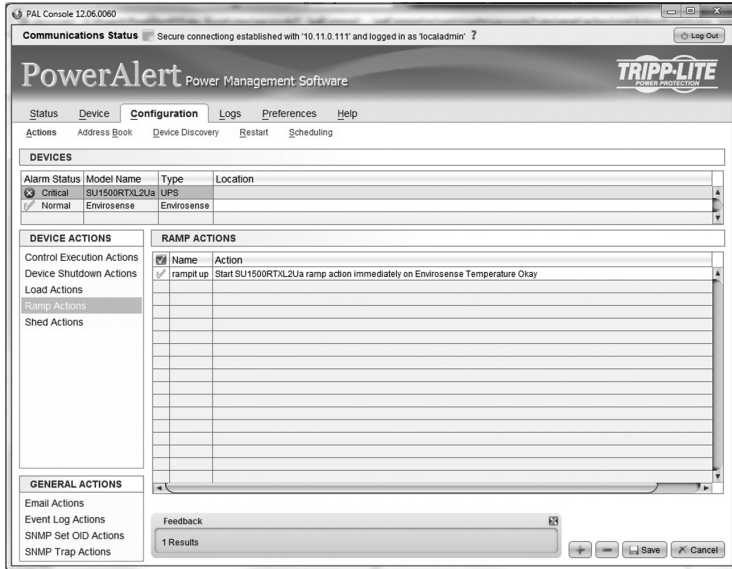 PAL Console 12.06.0060
Communications Status Secure connectiong established with '10.11.0.111' and logged in as 'localadmin' ? Log Out
PowerAlert Power Management Software
TRIPP·LITE
POWER PROTECTION
Status Device Configuration Logs Preferences Help
Actions Address Book Device Discovery Restart Scheduling
DEVICES
Alarm Status Model Name Type Location
Critical SU1500RTXL2Ua UPS
Normal Envirosense Envirosense
DEVICE ACTIONS
Control Execution Actions
Device Shutdown Actions
Load Actions
Ramp Actions
Shed Actions
RAMP ACTIONS
Name Action
rampit up Start SU1500RTXL2Ua ramp action immediately on Envirosense Temperature Okay
GENERAL ACTIONS
Email Actions
Event Log Actions
SNMP Set OID Actions
SNMP Trap Actions
Feedback
1 Results
Save Cancel